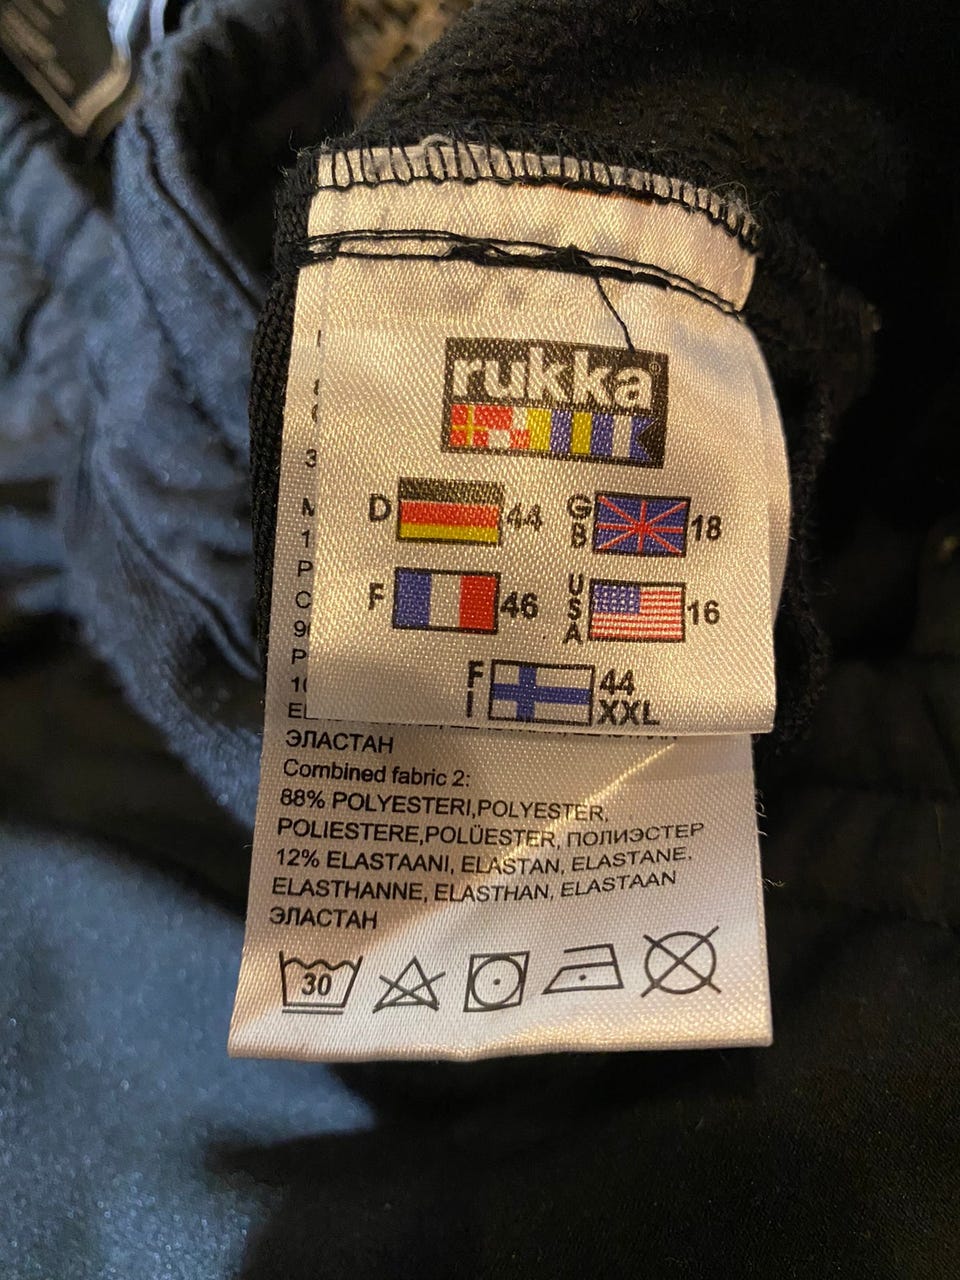 rukka
D 44 GB 18
F 46 USA 16
FI 44
XXL
ЭЛАСТАН
Combined fabric 2:
88% POLYESTERI,POLYESTER,
POLIESTERE,POLÜESTER, ПОЛИЭСТЕР
12% ELASTAANI, ELASTAN, ELASTANE.
ELASTHANNE, ELASTHAN, ELASTAAN
ЭЛАСТАН
30